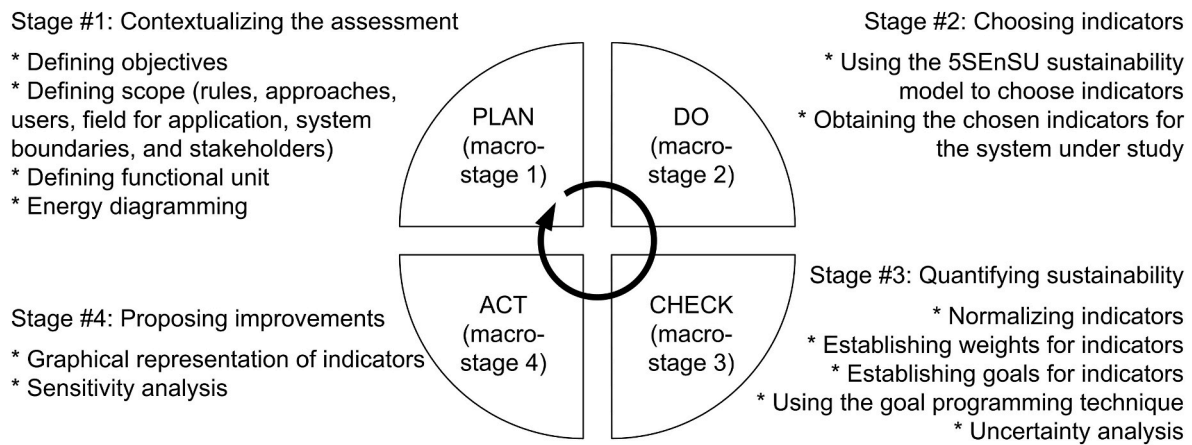 Stage #1: Contextualizing the assessment
* Defining objectives
* Defining scope (rules, approaches,
users, field for application, system
boundaries, and stakeholders)
* Defining functional unit
* Energy diagramming
PLAN
(macro-
stage 1)
DO
(macro-
stage 2)
Stage #2: Choosing indicators
* Using the 5SEnSU sustainability
model to choose indicators
* Obtaining the chosen indicators for
the system under study
Stage #4: Proposing improvements
* Graphical representation of indicators
* Sensitivity analysis
ACT
(macro-
stage 4)
CHECK
(macro-
stage 3)
Stage #3: Quantifying sustainability
* Normalizing indicators
* Establishing weights for indicators
* Establishing goals for indicators
* Using the goal programming technique
* Uncertainty analysis